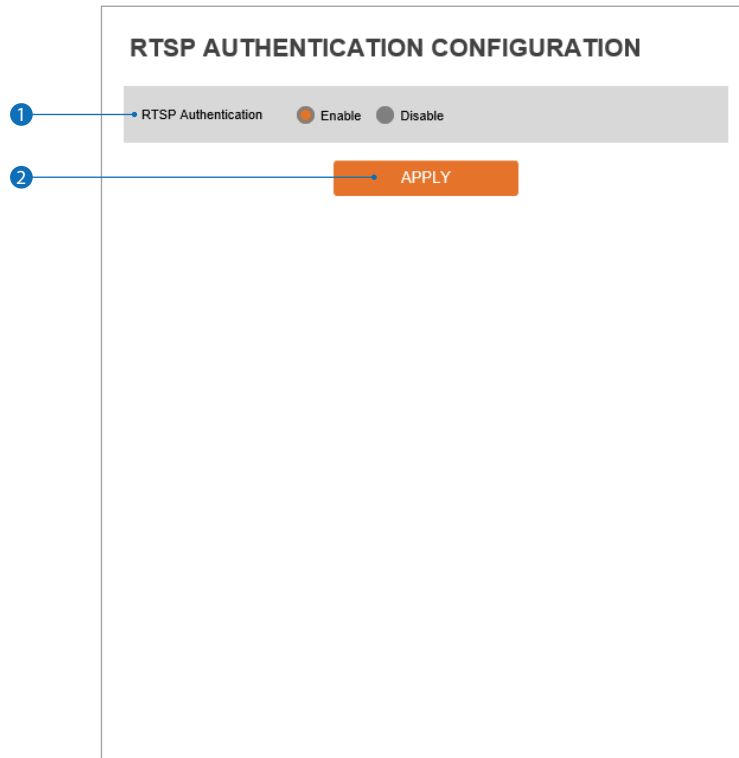 RTSP AUTHENTICATION CONFIGURATION
1 RTSP Authentication Enable Disable
2 APPLY